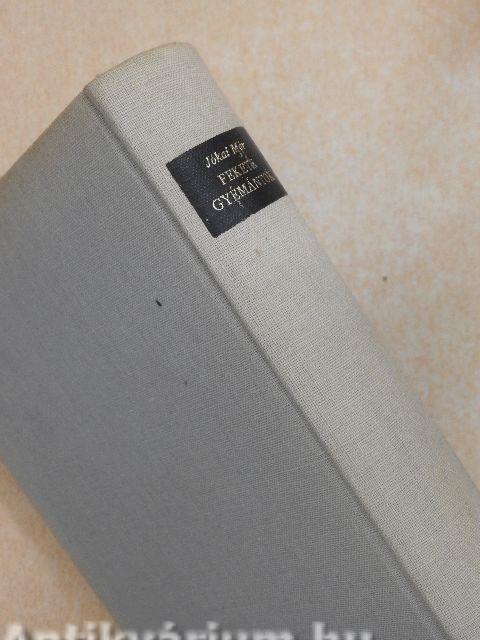 Jókai Mór
FEKETE
GYÉMÁNTOK
Antikvárium.hu